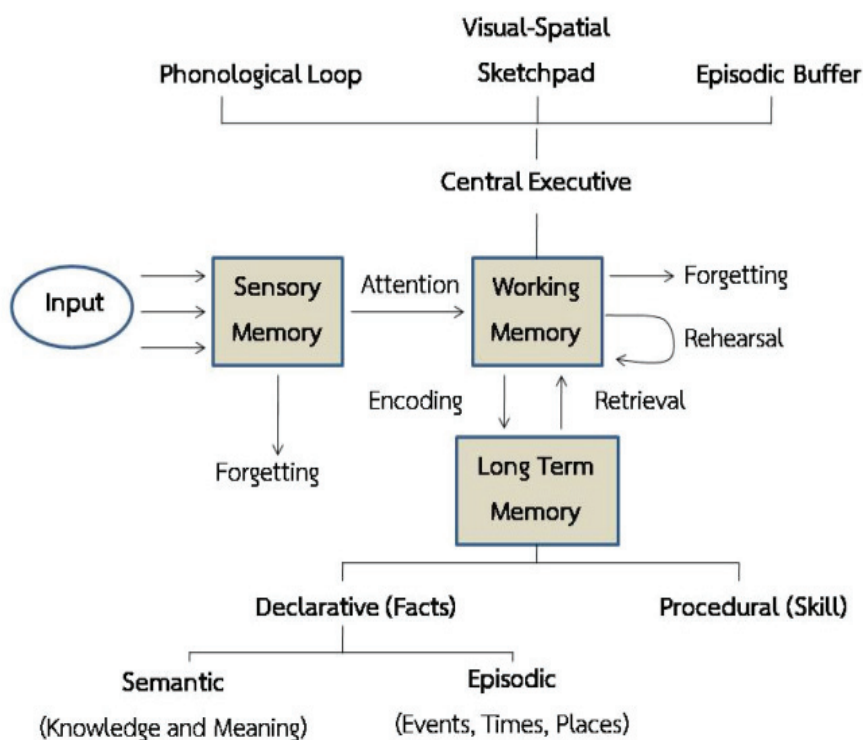 Visual-Spatial
Phonological Loop Sketchpad Episodic Buffer
Central Executive
Input
Sensory
Memory
Attention
Working
Memory
Forgetting
Rehearsal
Encoding
Retrieval
Forgetting
Long Term
Memory
Declarative (Facts)
Procedural (Skill)
Semantic
(Knowledge and Meaning)
Episodic
(Events, Times, Places)